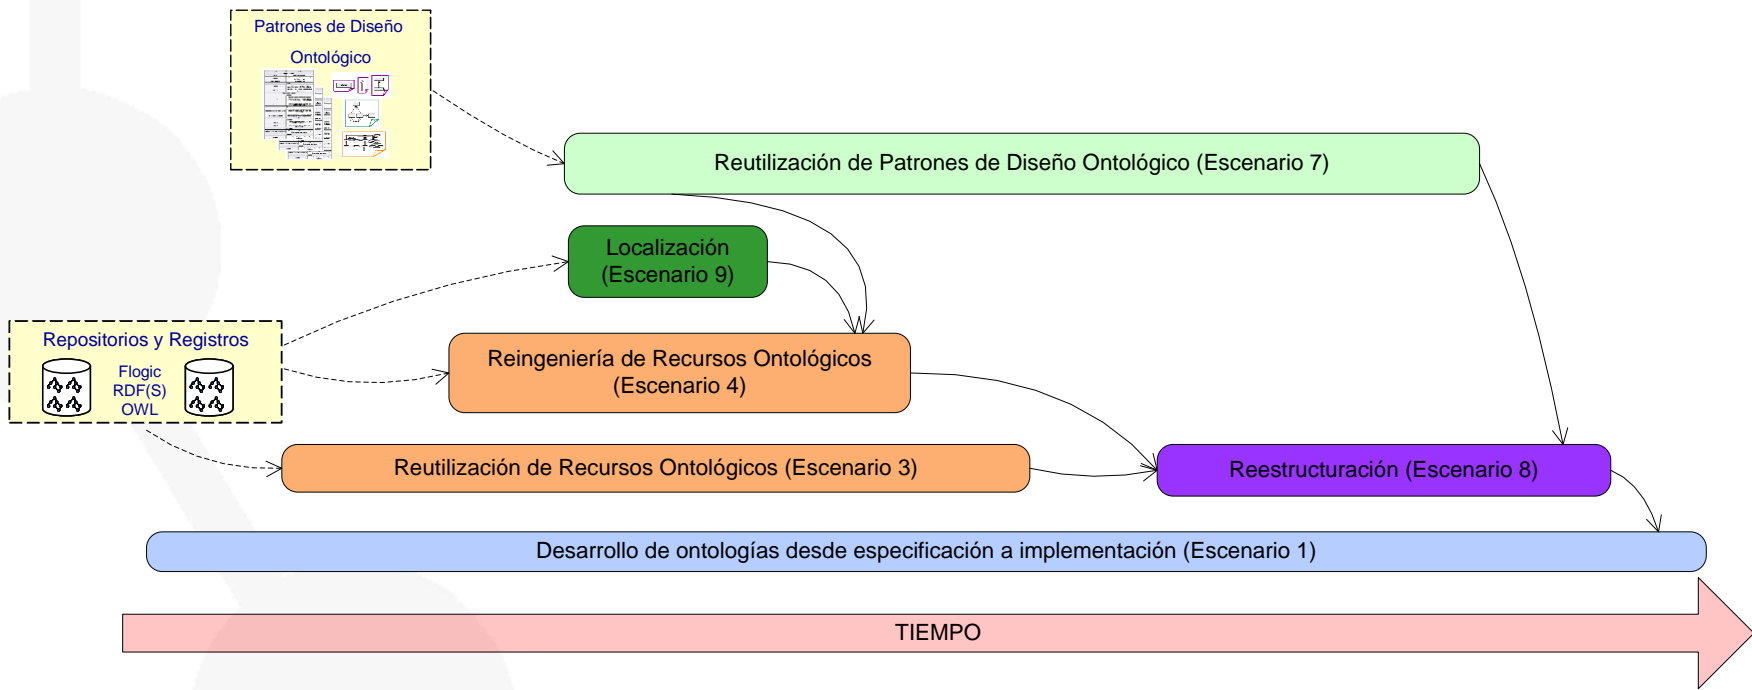 Patrones de Diseño
Ontológico
Reutilización de Patrones de Diseño Ontológico (Escenario 7)
Localización
(Escenario 9)
Repositorios y Registros
Flogic
RDF(S)
OWL
Reingeniería de Recursos Ontológicos
(Escenario 4)
Reutilización de Recursos Ontológicos (Escenario 3)
Reestructuración (Escenario 8)
Desarrollo de ontologías desde especificación a implementación (Escenario 1)
TIEMPO